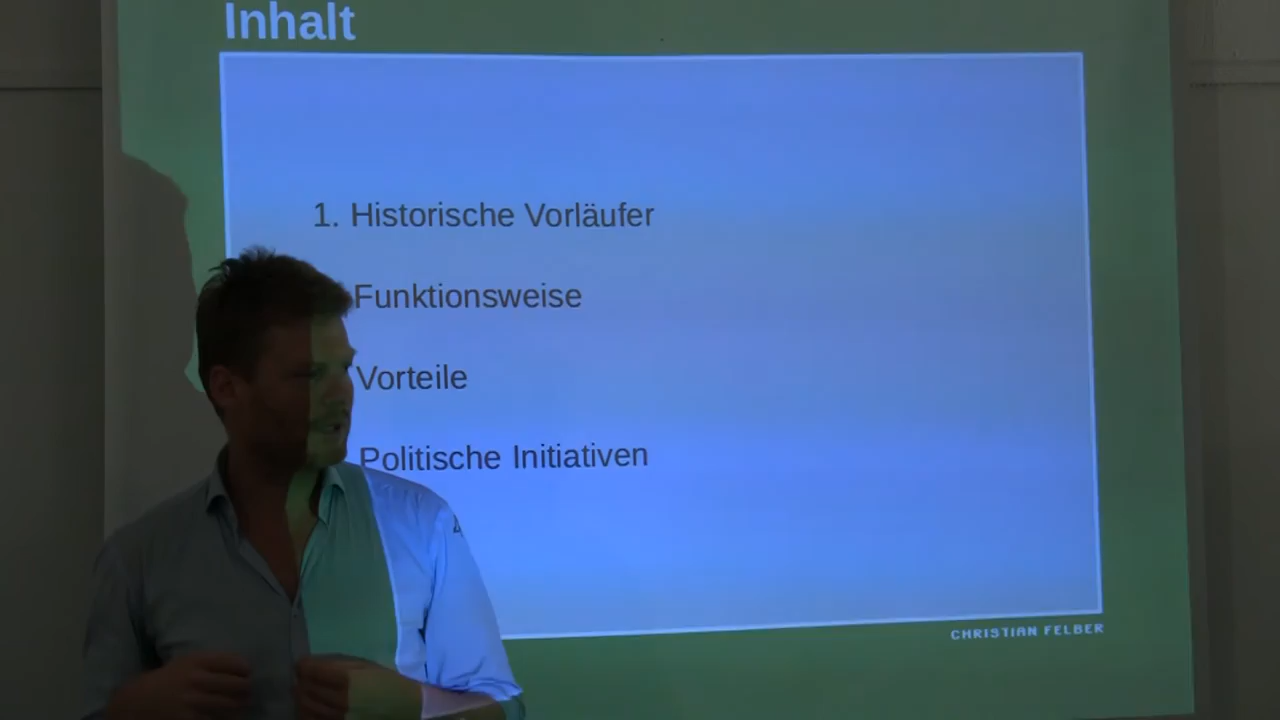 Inhalt
1. Historische Vorläufer
Funktionsweise
Vorteile
Politische Initiativen
CHRISTIAN FELBER